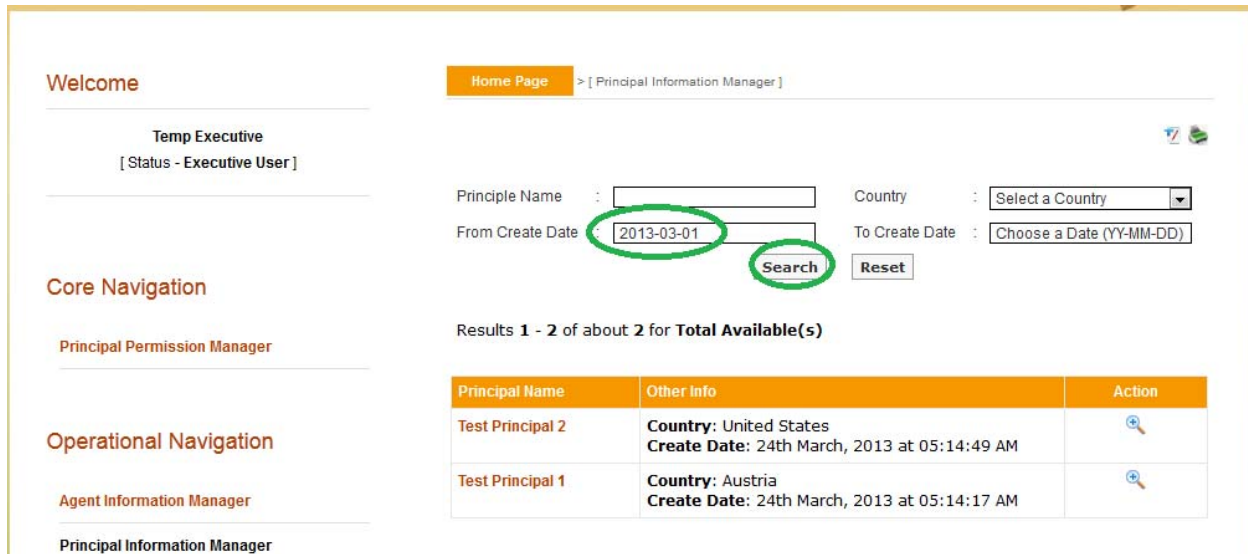 Welcome
Temp Executive
[ Status - Executive User ]
Core Navigation
Principal Permission Manager
Operational Navigation
Agent Information Manager
Principal Information Manager
Home Page > [ Principal Information Manager ]
Principle Name : Country : Select a Country
From Create Date : 2013-03-01 To Create Date : Choose a Date (YY-MM-DD)
Search Reset
Results 1 - 2 of about 2 for Total Available(s)
Principal Name Other Info Action
Test Principal 2 Country: United States
Create Date: 24th March, 2013 at 05:14:49 AM
Test Principal 1 Country: Austria
Create Date: 24th March, 2013 at 05:14:17 AM